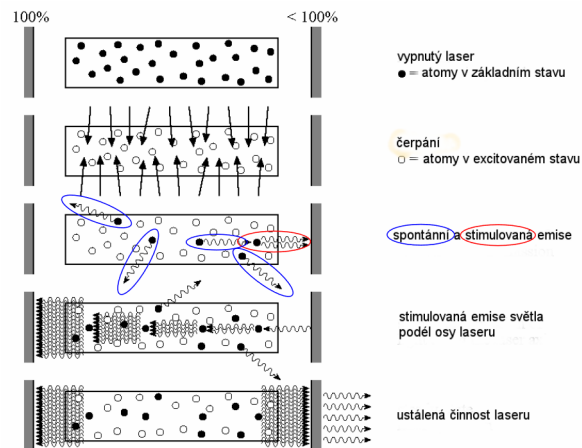 100%
< 100%
vypnutý laser
= atomy v základním stavu
čerpání
= atomy v excitovaném stavu
spontánní a stimulovaná emise
stimulovaná emise světla
podél osy laseru
ustálená činnost laseru